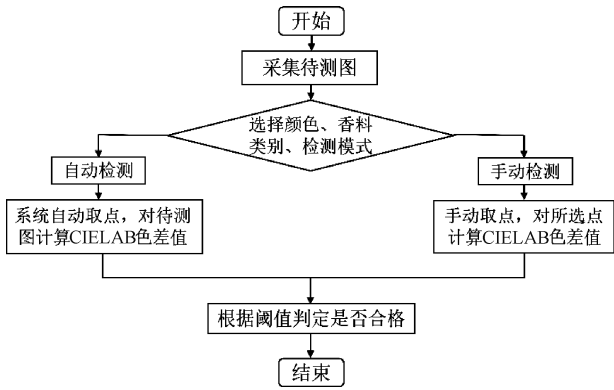 开始
采集待测图
选择颜色、香料
类别、检测模式
自动检测
手动检测
系统自动取点，对待测
图计算CIELAB色差值
手动取点，对所选点
计算CIELAB色差值
根据阈值判定是否合格
结束